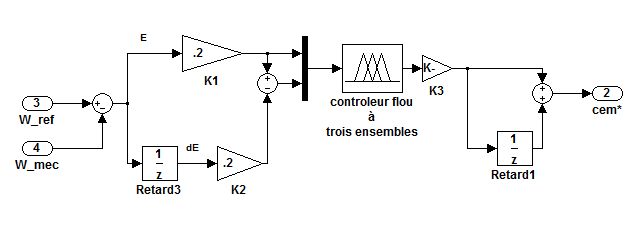 E
.2
K1
3
W_ref
4
W_mec
1
z
Retard3
dE
.2
K2
controleur flou
à
trois ensembles
K-
K3
1
z
Retard1
2
cem*